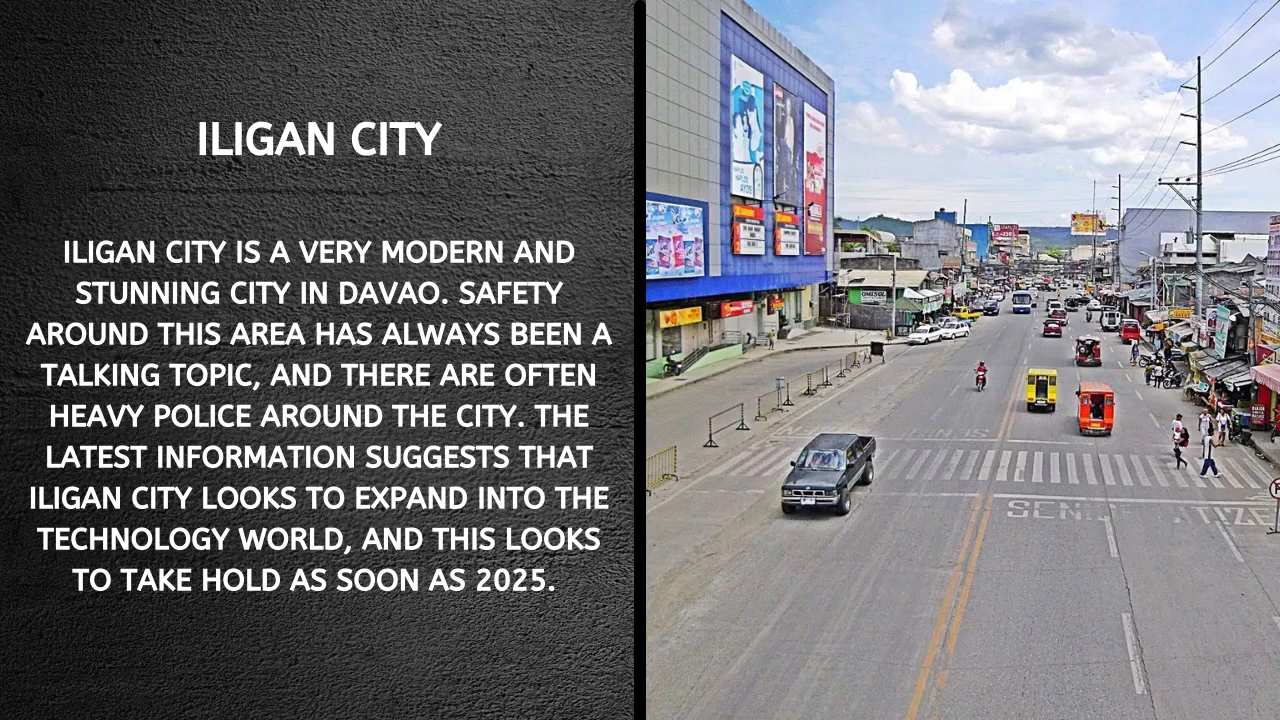 ILIGAN CITY
ILIGAN CITY IS A VERY MODERN AND
STUNNING CITY IN DAVAO. SAFETY
AROUND THIS AREA HAS ALWAYS BEEN A
TALKING TOPIC, AND THERE ARE OFTEN
HEAVY POLICE AROUND THE CITY. THE
LATEST INFORMATION SUGGESTS THAT
ILIGAN CITY LOOKS TO EXPAND INTO THE
TECHNOLOGY WORLD, AND THIS LOOKS
TO TAKE HOLD AS SOON AS 2025.